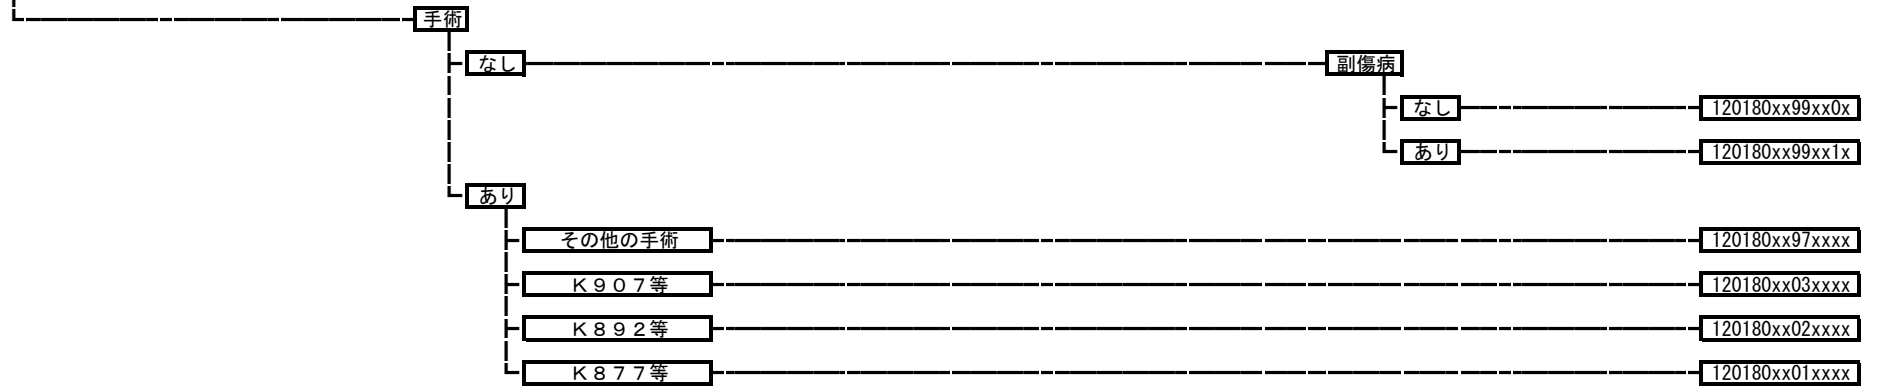 手術
なし 副傷病
なし 120180xx99xx0x
あり 120180xx99xx1x
あり
その他の手術 120180xx97xxxx
Ｋ９０７等 120180xx03xxxx
Ｋ８９２等 120180xx02xxxx
Ｋ８７７等 120180xx01xxxx